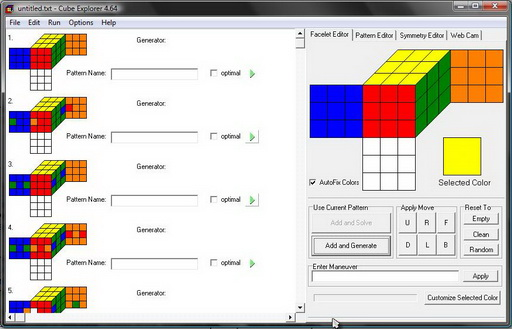 untitled.txt - Cube Explorer 4.64
File Run Options Help
1. Generator:
Pattern Name: optimal
2. Generator:
Pattern Name: optimal
3. Generator:
Pattern Name: optimal
4. Generator:
Pattern Name: optimal
5. Generator:
Facelet Editor Pattern Editor Symmetry Editor Web Cam
AutoFix Colors
Selected Color
Use Current Pattern
Add and Solve
Add and Generate
Apply Move
U R F
D L B
Reset To
Empty
Clean
Random
Enter Maneuver
Apply
Customize Selected Color